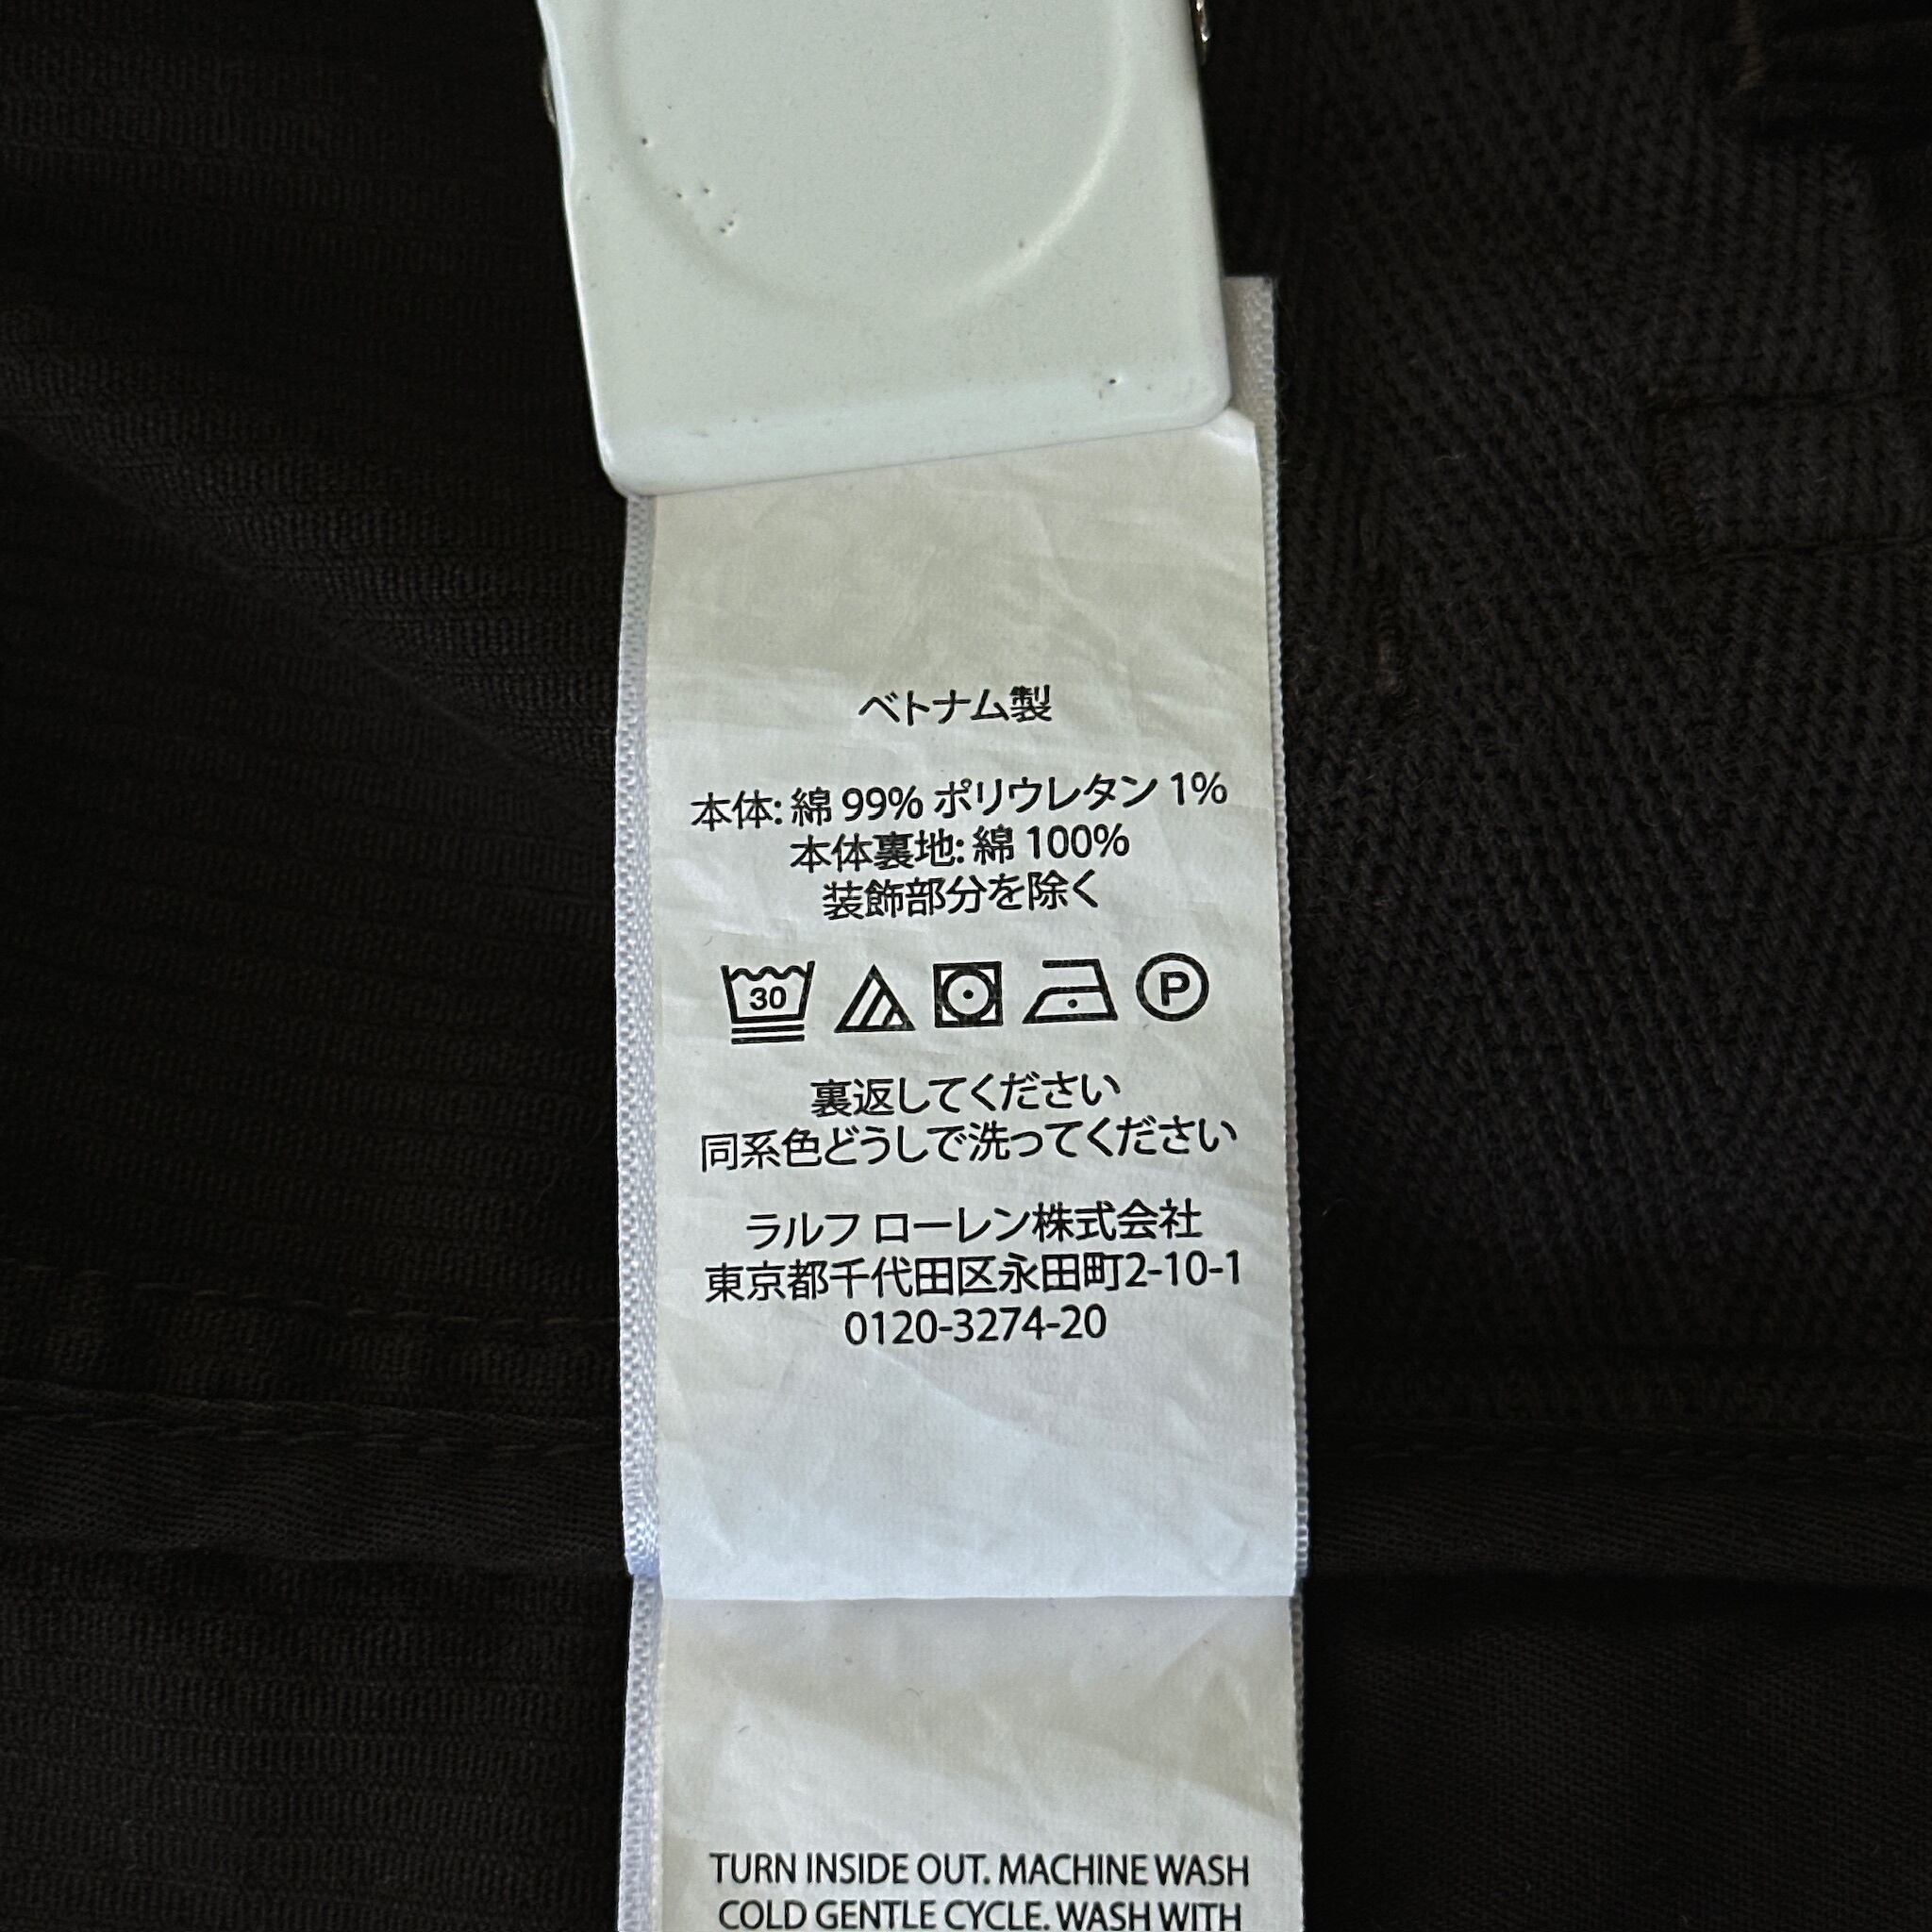 ベトナム製
本体: 綿 99% ポリウレタン 1%
本体裏地: 綿 100%
装飾部分を除く
30 P
裏返してください
同系色どうしで洗ってください
ラルフ ローレン株式会社
東京都千代田区永田町2-10-1
0120-3274-20
TURN INSIDE OUT. MACHINE WASH
COLD GENTLE CYCLE. WASH WITH